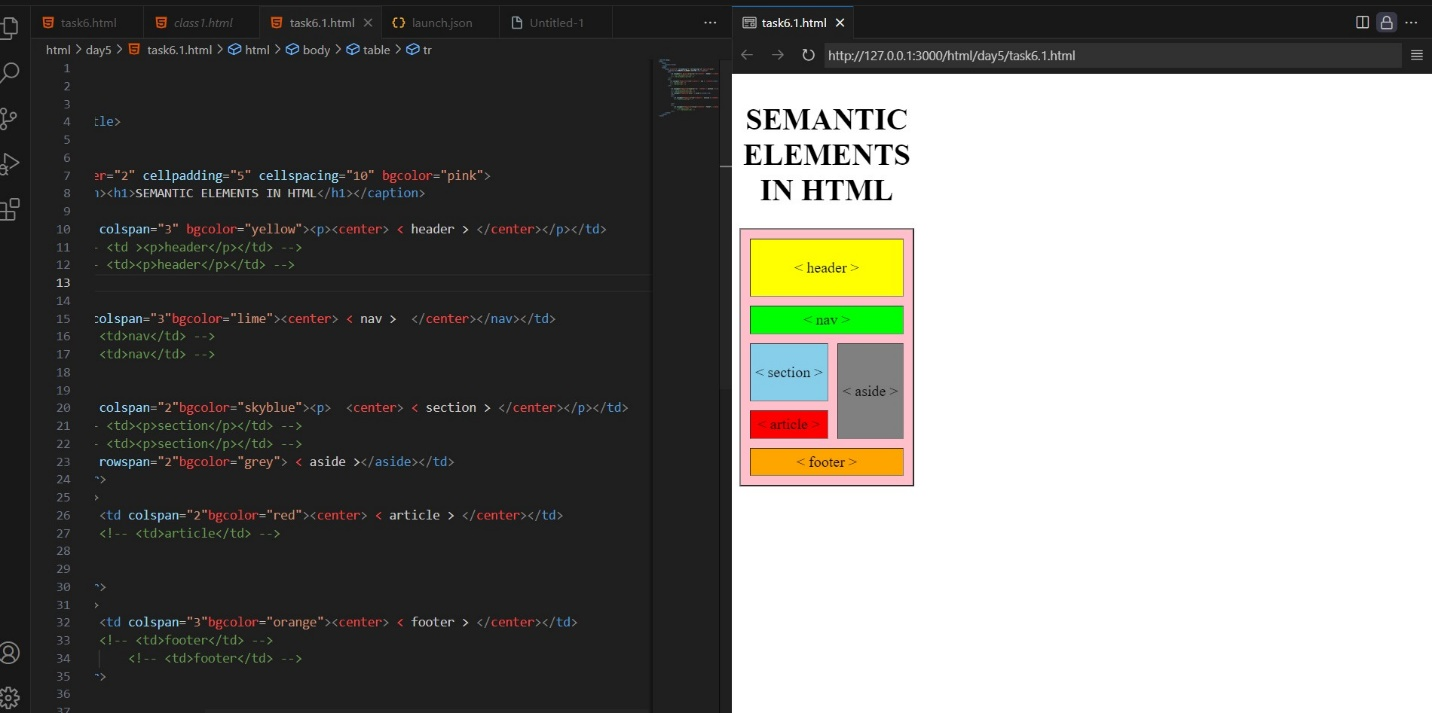 task6.html
class1.html
task6.1.html
launch.json
Untitled-1
html > day5 > task6.1.html > html > body > table > tr
1
2
3
4 tle>
5
6
7 er="2" cellpadding="5" cellspacing="10" bgcolor="pink">
8 ><h1>SEMANTIC ELEMENTS IN HTML</h1></caption>
9
10 colspan="3" bgcolor="yellow"><p><center> < header > </center></p></td>
11 - <td ><p>header</p></td> -->
12 - <td><p>header</p></td> -->
13
14
15 colspan="3"bgcolor="lime"><center> < nav >  </center></nav></td>
16 <td>nav</td> -->
17 <td>nav</td> -->
18
19
20 colspan="2"bgcolor="skyblue"><p>  <center> < section > </center></p></td>
21 - <td><p>section</p></td> -->
22 - <td><p>section</p></td> -->
23 rowspan="2"bgcolor="grey"> < aside ></aside></td>
24 >
25 >
26 <td colspan="2"bgcolor="red"><center> < article > </center></td>
27 <!-- <td>article</td> -->
28
29
30 >
31 >
32 <td colspan="3"bgcolor="orange"><center> < footer > </center></td>
33 <!-- <td>footer</td> -->
34 <!-- <td>footer</td> -->
35 >
36
37
task6.1.html
http://127.0.0.1:3000/html/day5/task6.1.html
SEMANTIC
ELEMENTS
IN HTML
< header >
< nav >
< section >
< aside >
< article >
< footer >